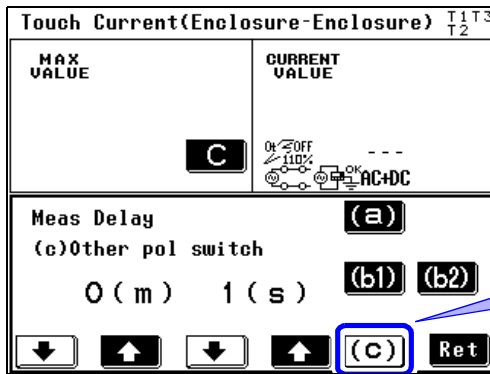 Touch Current(Enclosure-Enclosure) T1T3
T2
MAX
VALUE
CURRENT
VALUE
C
OFF
110%
OK
---
AC+DC
Meas Delay
(a)
(c)Other pol switch
(b1) (b2)
0(m) 1(s)
(c) Ret